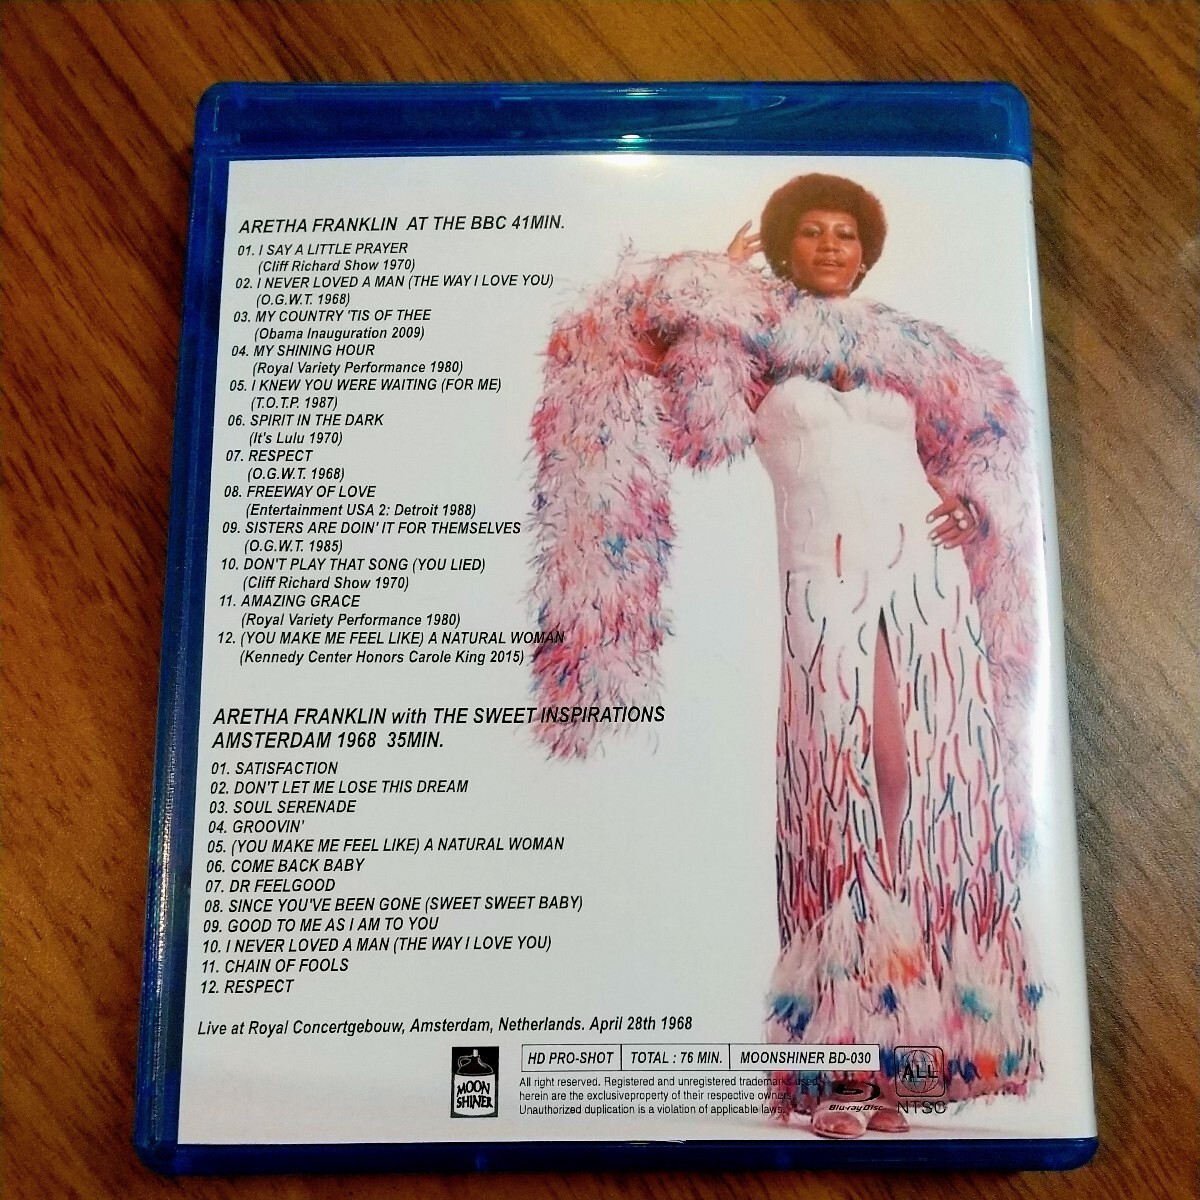 ARETHA FRANKLIN AT THE BBC 41MIN.
01. I SAY A LITTLE PRAYER
(Cliff Richard Show 1970)
02. I NEVER LOVED A MAN (THE WAY I LOVE YOU)
(O.G.W.T. 1968)
03. MY COUNTRY 'TIS OF THEE
(Obama Inauguration 2009)
04. MY SHINING HOUR
(Royal Variety Performance 1980)
05. I KNEW YOU WERE WAITING (FOR ME)
(T.O.T.P. 1987)
06. SPIRIT IN THE DARK
(It's Lulu 1970)
07. RESPECT
(O.G.W.T. 1968)
08. FREEWAY OF LOVE
(Entertainment USA 2: Detroit 1988)
09. SISTERS ARE DOIN' IT FOR THEMSELVES
(O.G.W.T. 1985)
10. DON'T PLAY THAT SONG (YOU LIED)
(Cliff Richard Show 1970)
11. AMAZING GRACE
(Royal Variety Performance 1980)
12. (YOU MAKE ME FEEL LIKE) A NATURAL WOMAN
(Kennedy Center Honors Carole King 2015)
ARETHA FRANKLIN with THE SWEET INSPIRATIONS
AMSTERDAM 1968 35MIN.
01. SATISFACTION
02. DON'T LET ME LOSE THIS DREAM
03. SOUL SERENADE
04. GROOVIN'
05. (YOU MAKE ME FEEL LIKE) A NATURAL WOMAN
06. COME BACK BABY
07. DR FEELGOOD
08. SINCE YOU'VE BEEN GONE (SWEET SWEET BABY)
09. GOOD TO ME AS I AM TO YOU
10. I NEVER LOVED A MAN (THE WAY I LOVE YOU)
11. CHAIN OF FOOLS
12. RESPECT
Live at Royal Concertgebouw, Amsterdam, Netherlands. April 28th 1968
MOON
SHINER
HD PRO-SHOT TOTAL : 76 MIN. MOONSHINER BD-030
All right reserved. Registered and unregistered trademarks used
herein are the exclusiveproperty of their respective owners.
Unauthorized duplication is a violation of applicable laws.
Blu-ray Disc
ALL
NTSC